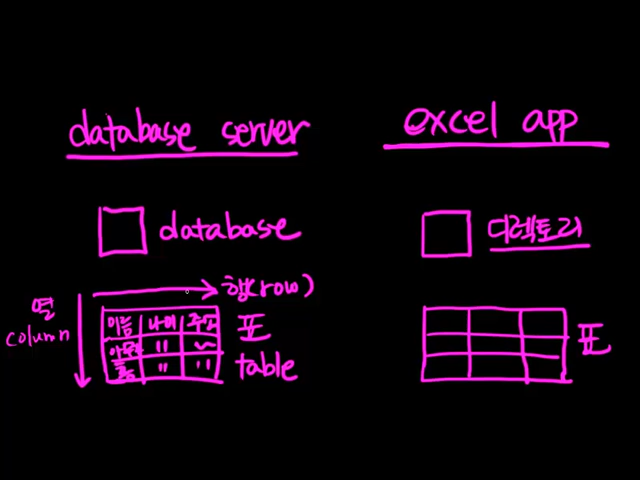 database server
excel app
database
디렉토리
행(row)
열
column
이름 나이 주소
표
table
표